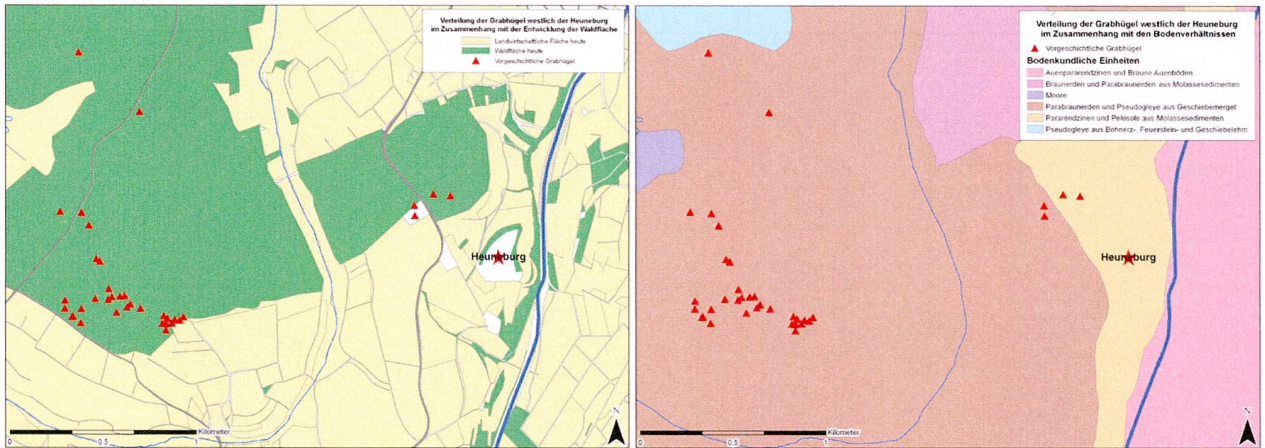 Verteilung der Grabhügel westlich der Heuneburg
im Zusammenhang mit der Entwicklung der Waldfläche
Landwirtschaftliche Fläche heute
Waldfläche heute
Vorgeschichtliche Grabhügel
Heuneburg
N
Kilometer
0 0.5 1
Verteilung der Grabhügel westlich der Heuneburg
im Zusammenhang mit den Bodenverhältnissen
Vorgeschichtliche Grabhügel
Bodenkundliche Einheiten
Auenpararendzinen und Braune Auenböden
Braunerden und Parabraunerden aus Molassesedimenten
Moore
Parabraunerden und Pseudogleye aus Geschiebemergel
Pararendzinen und Pelosole aus Molassesedimenten
Pseudogleye aus Bohnerz-, Feuerstein- und Geschiebelehm
Heuneburg
N
Kilometer
0 0.5 1